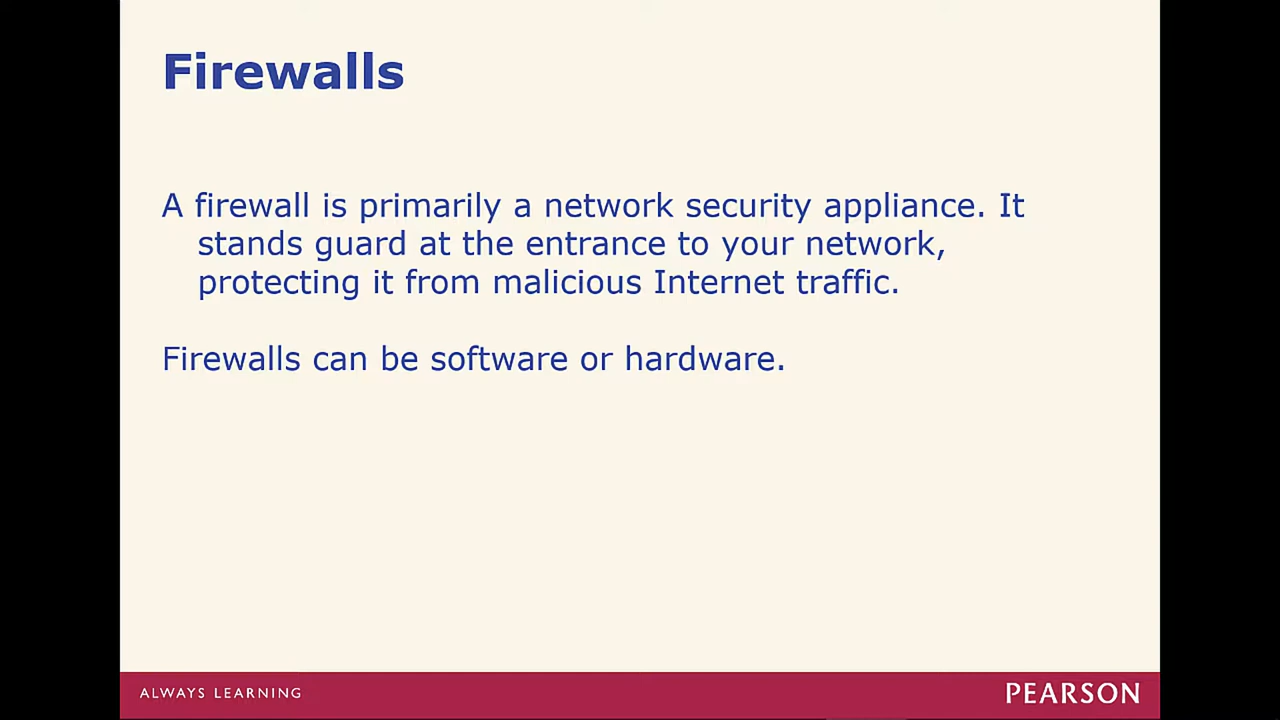 Firewalls
A firewall is primarily a network security appliance. It
stands guard at the entrance to your network,
protecting it from malicious Internet traffic.
Firewalls can be software or hardware.
ALWAYS LEARNING
PEARSON